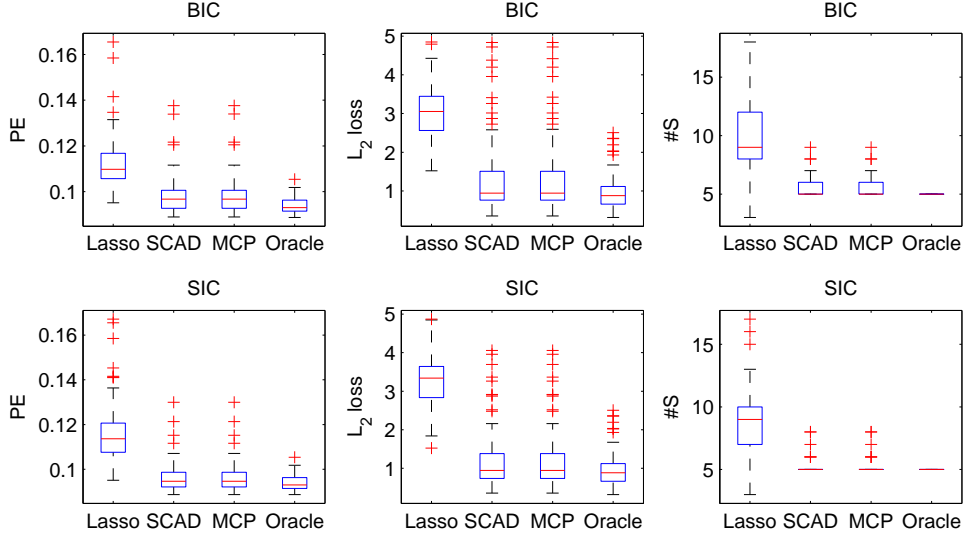 BIC
BIC
BIC
PE
0.16
0.14
0.12
0.1
Lasso SCAD MCP Oracle
L2 loss
5
4
3
2
1
Lasso SCAD MCP Oracle
#S
15
10
5
Lasso SCAD MCP Oracle
SIC
SIC
SIC
PE
0.16
0.14
0.12
0.1
Lasso SCAD MCP Oracle
L2 loss
5
4
3
2
1
Lasso SCAD MCP Oracle
#S
15
10
5
Lasso SCAD MCP Oracle